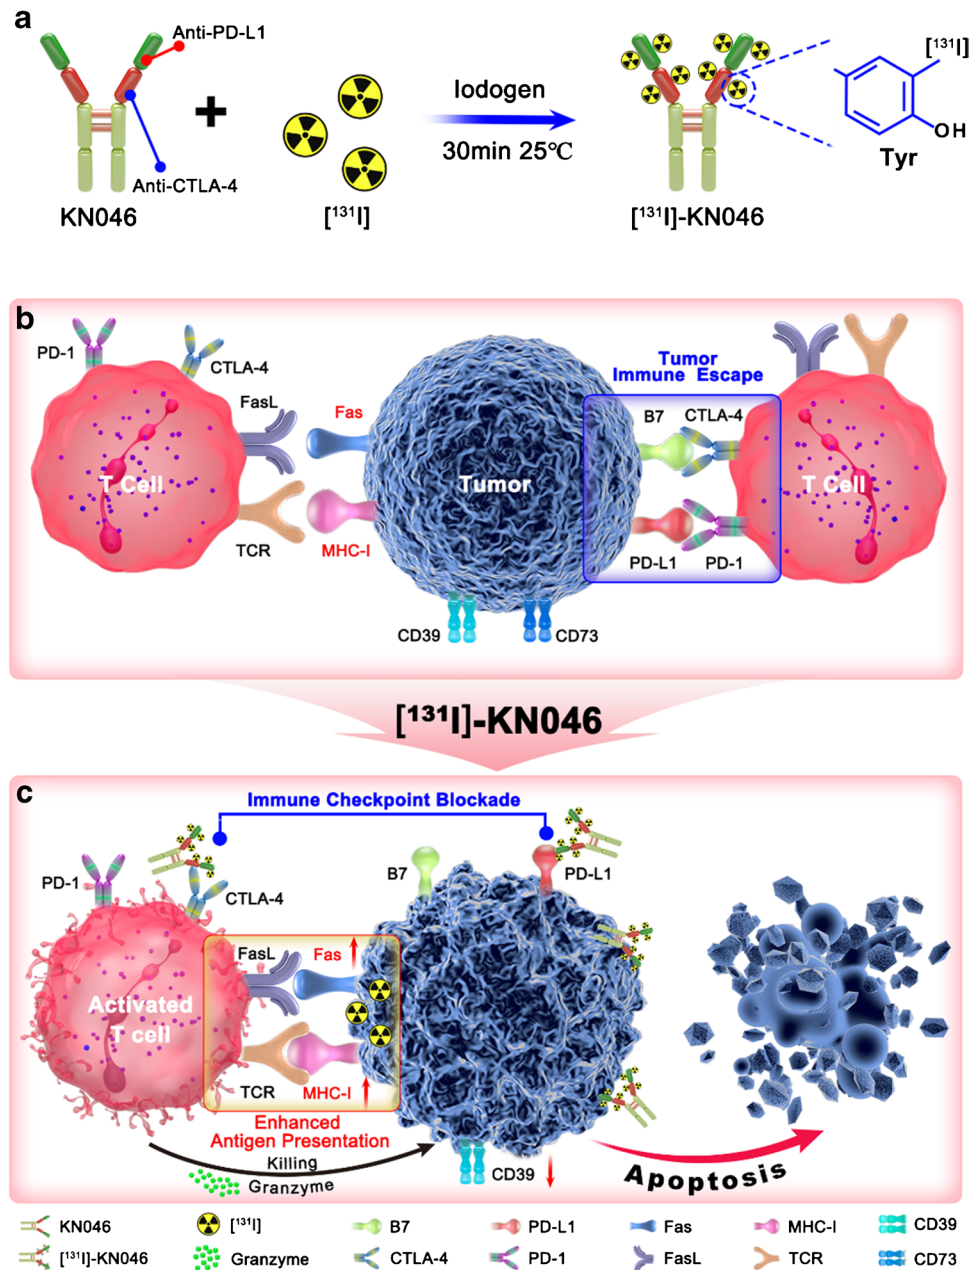 a
Anti-PD-L1
Anti-CTLA-4
KN046
+
[¹³¹I]
Iodogen
30min 25℃
[¹³¹I]-KN046
[¹³¹I]
OH
Tyr
b
PD-1
CTLA-4
FasL
Fas
T Cell
TCR
MHC-I
Tumor
CD39
CD73
Tumor
Immune Escape
B7
CTLA-4
T Cell
PD-L1
PD-1
[¹³¹I]-KN046
c
Immune Checkpoint Blockade
PD-1
CTLA-4
B7
PD-L1
FasL
Fas
Activated
T cell
TCR
MHC-I
Enhanced
Antigen Presentation
Killing
Granzyme
CD39
Apoptosis
KN046
[¹³¹I]
B7
PD-L1
Fas
MHC-I
CD39
[¹³¹I]-KN046
Granzyme
CTLA-4
PD-1
FasL
TCR
CD73